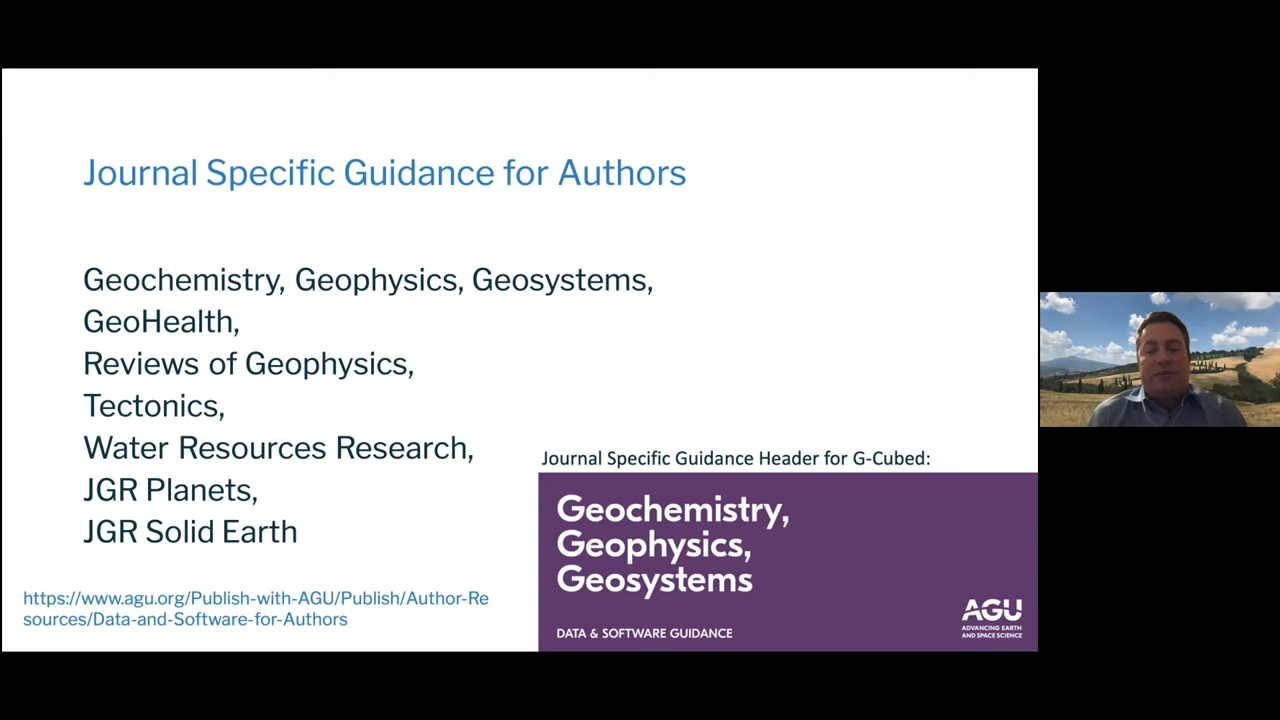 Journal Specific Guidance for Authors
Geochemistry, Geophysics, Geosystems,
GeoHealth,
Reviews of Geophysics,
Tectonics,
Water Resources Research,
JGR Planets,
JGR Solid Earth
https://www.agu.org/Publish-with-AGU/Publish/Author-Re
sources/Data-and-Software-for-Authors
Journal Specific Guidance Header for G-Cubed:
Geochemistry,
Geophysics,
Geosystems
DATA & SOFTWARE GUIDANCE
AGU
ADVANCING EARTH
AND SPACE SCIENCE